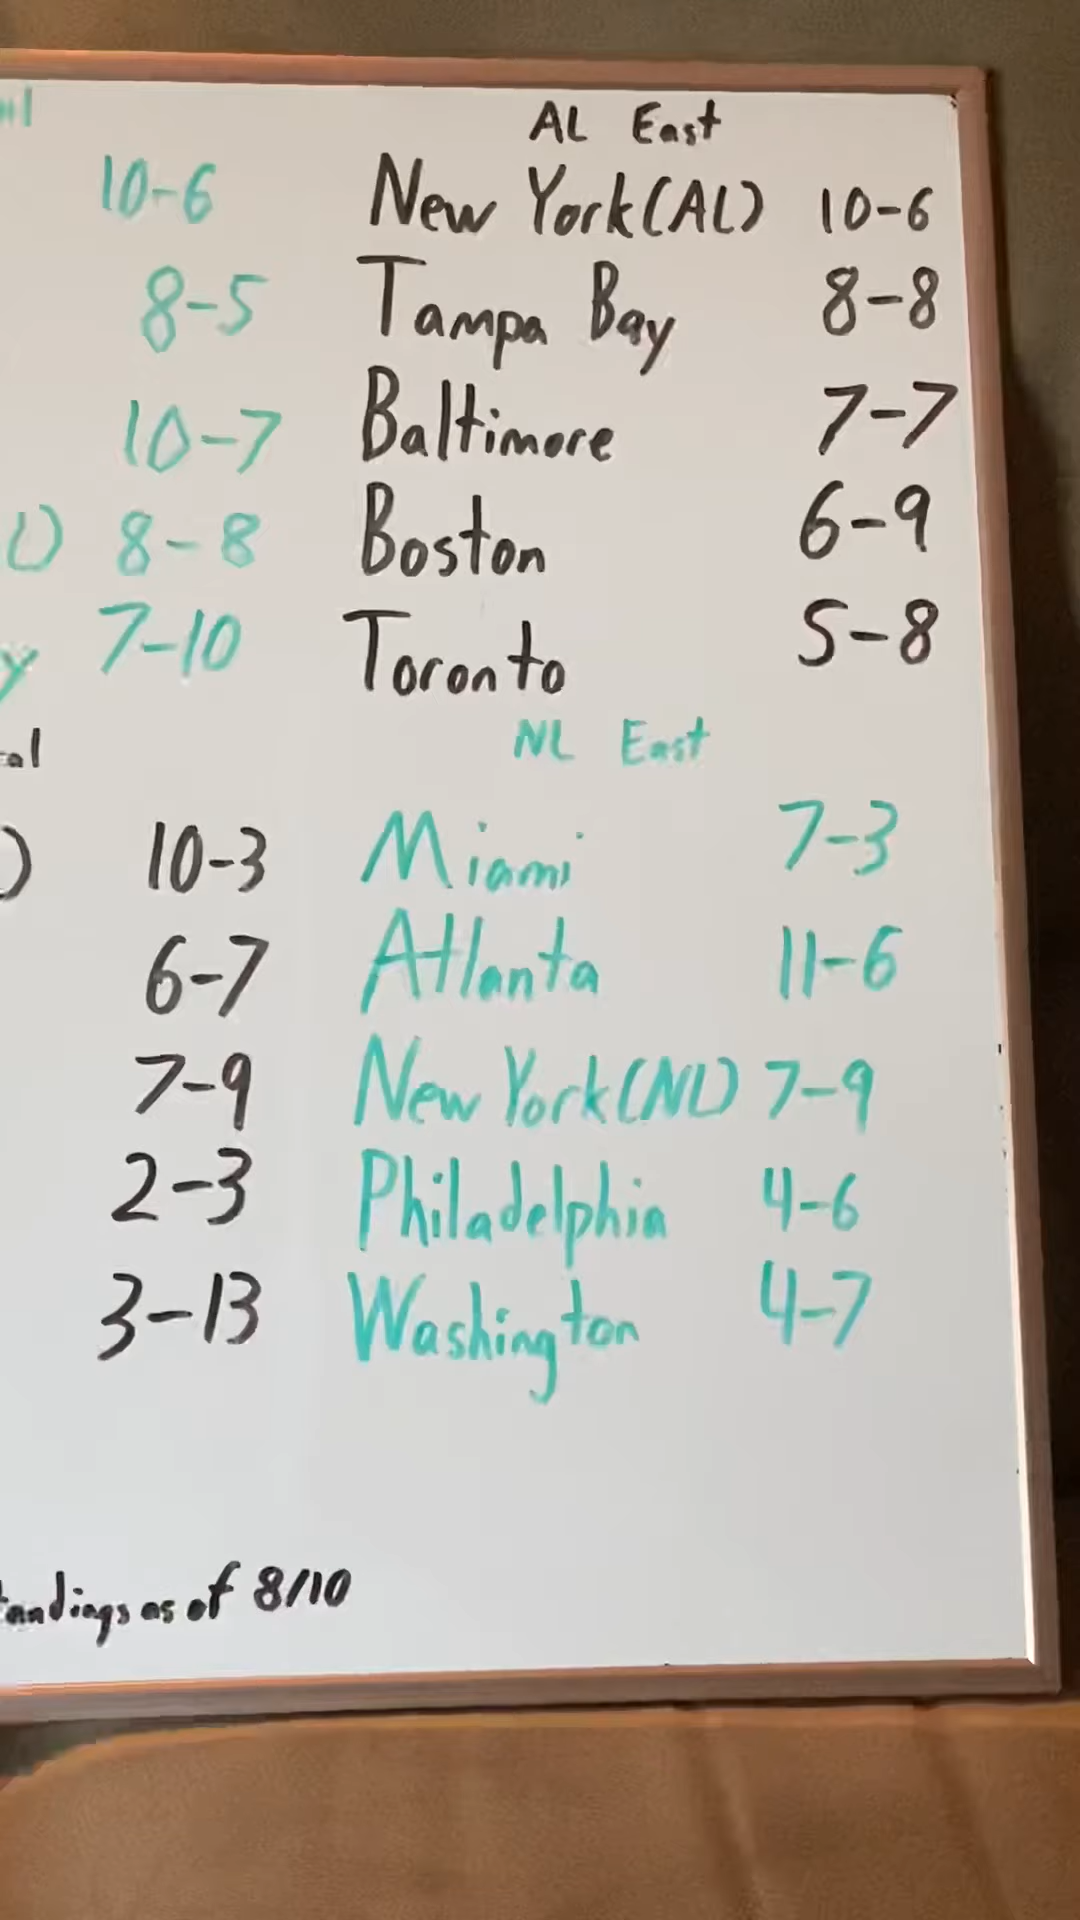 AL East
10-6 New York(AL) 10-6
8-5 Tampa Bay 8-8
10-7 Baltimore 7-7
8-8 Boston 6-9
7-10 Toronto 5-8
NL East
10-3 Miami 7-3
6-7 Atlanta 11-6
7-9 New York(NL) 7-9
2-3 Philadelphia 4-6
3-13 Washington 4-7
as of 8/10